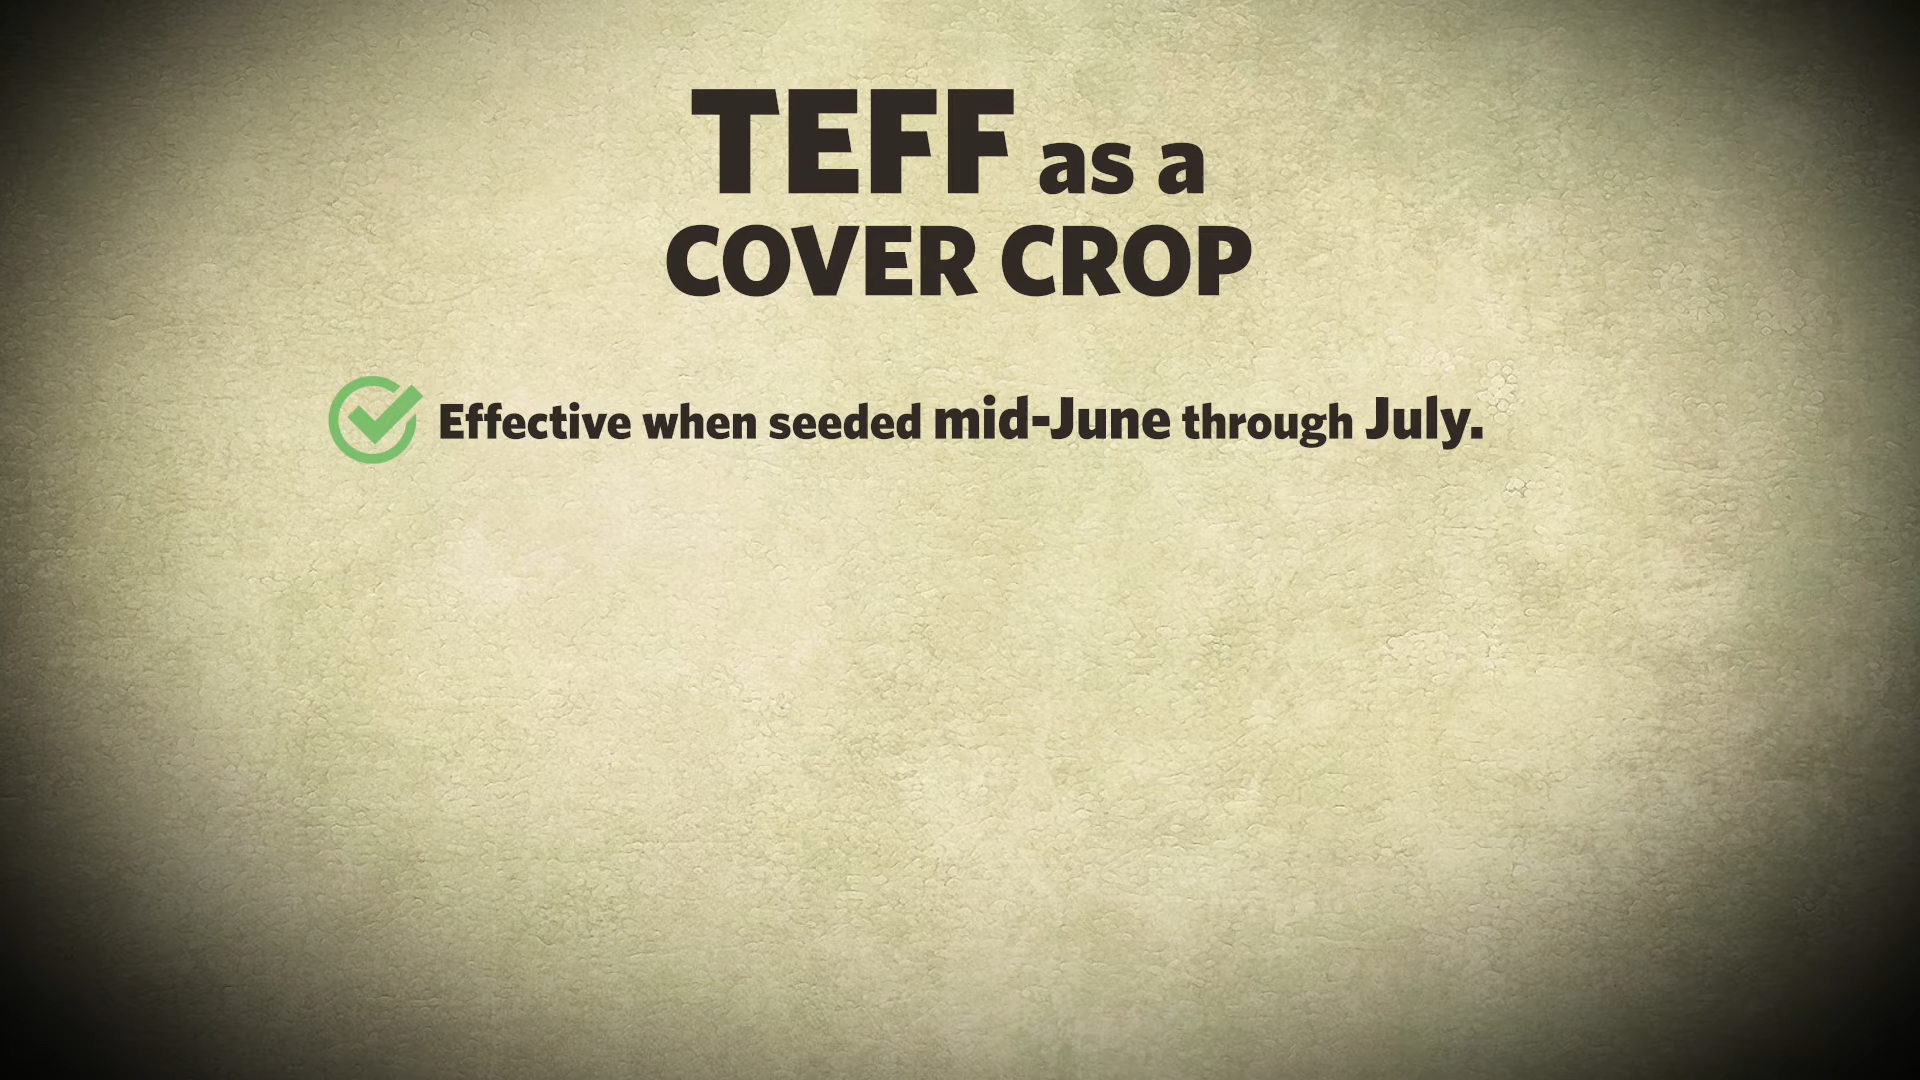 TEFF as a
COVER CROP
Effective when seeded mid-June through July.